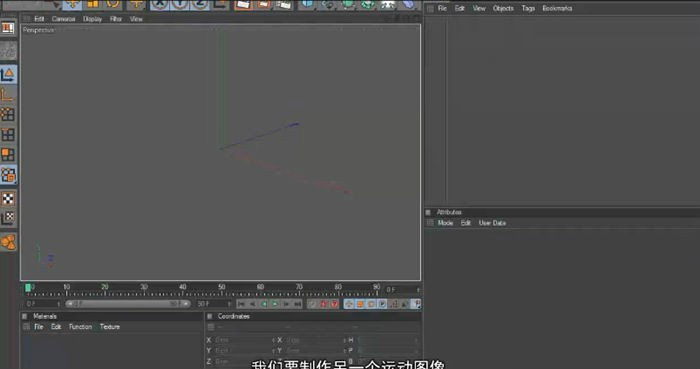 Edit Cameras Display Filter View
File Edit View Objects Tags Bookmarks
Perspective
Attributes
Mode Edit User Data
0 10 20 30 40 50 60 70 80 90 0 F
0 F 90 F 90 F
Materials
Coordinates
File Edit Function Texture
X X H
Y Y P
Z Z B
我们要制作另一个运动图像